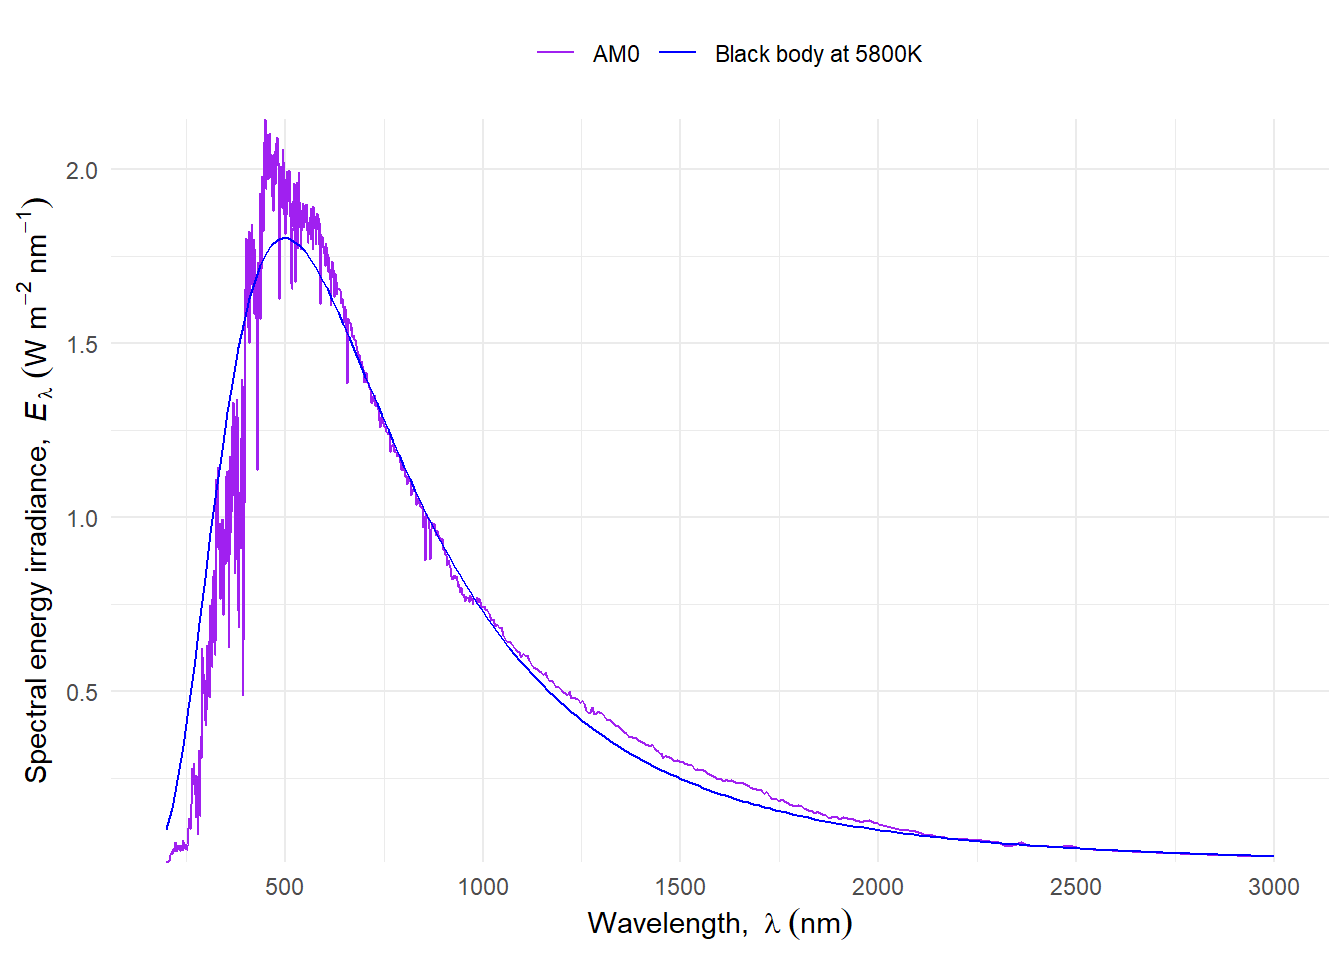 AM0 Black body at 5800K
Spectral energy irradiance, E_λ (W m⁻² nm⁻¹)
2.0
1.5
1.0
0.5
500 1000 1500 2000 2500 3000
Wavelength, λ (nm)